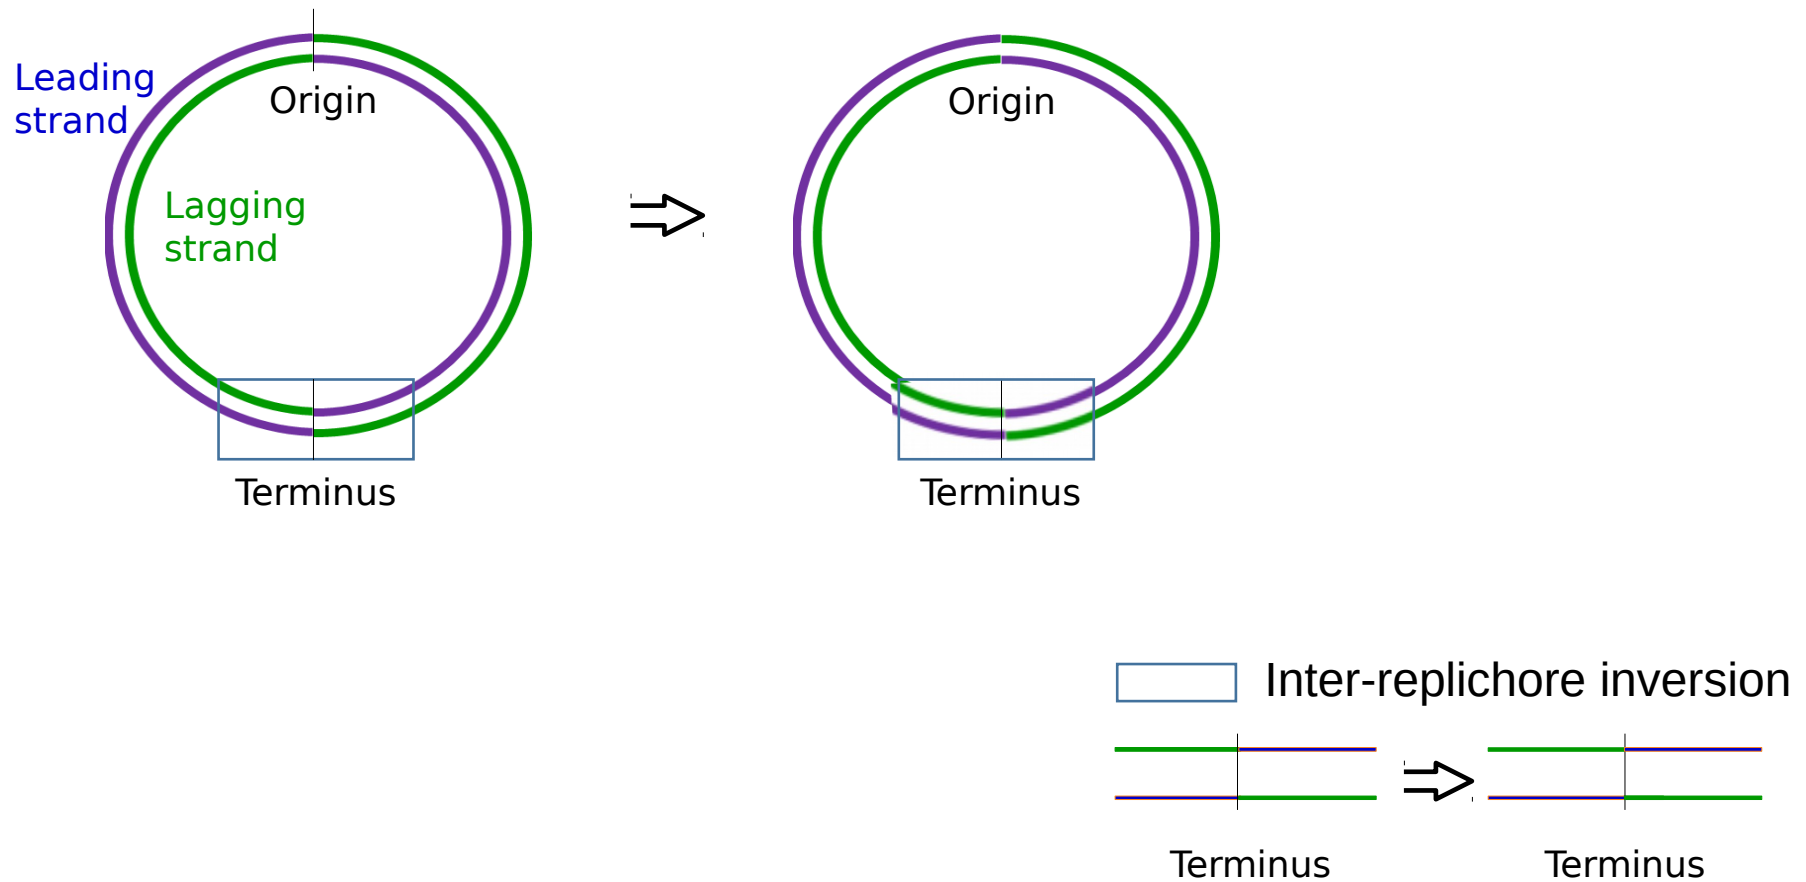 Leading
strand
Origin
Lagging
strand
Terminus
Origin
Terminus
Inter-replichore inversion
Terminus
Terminus